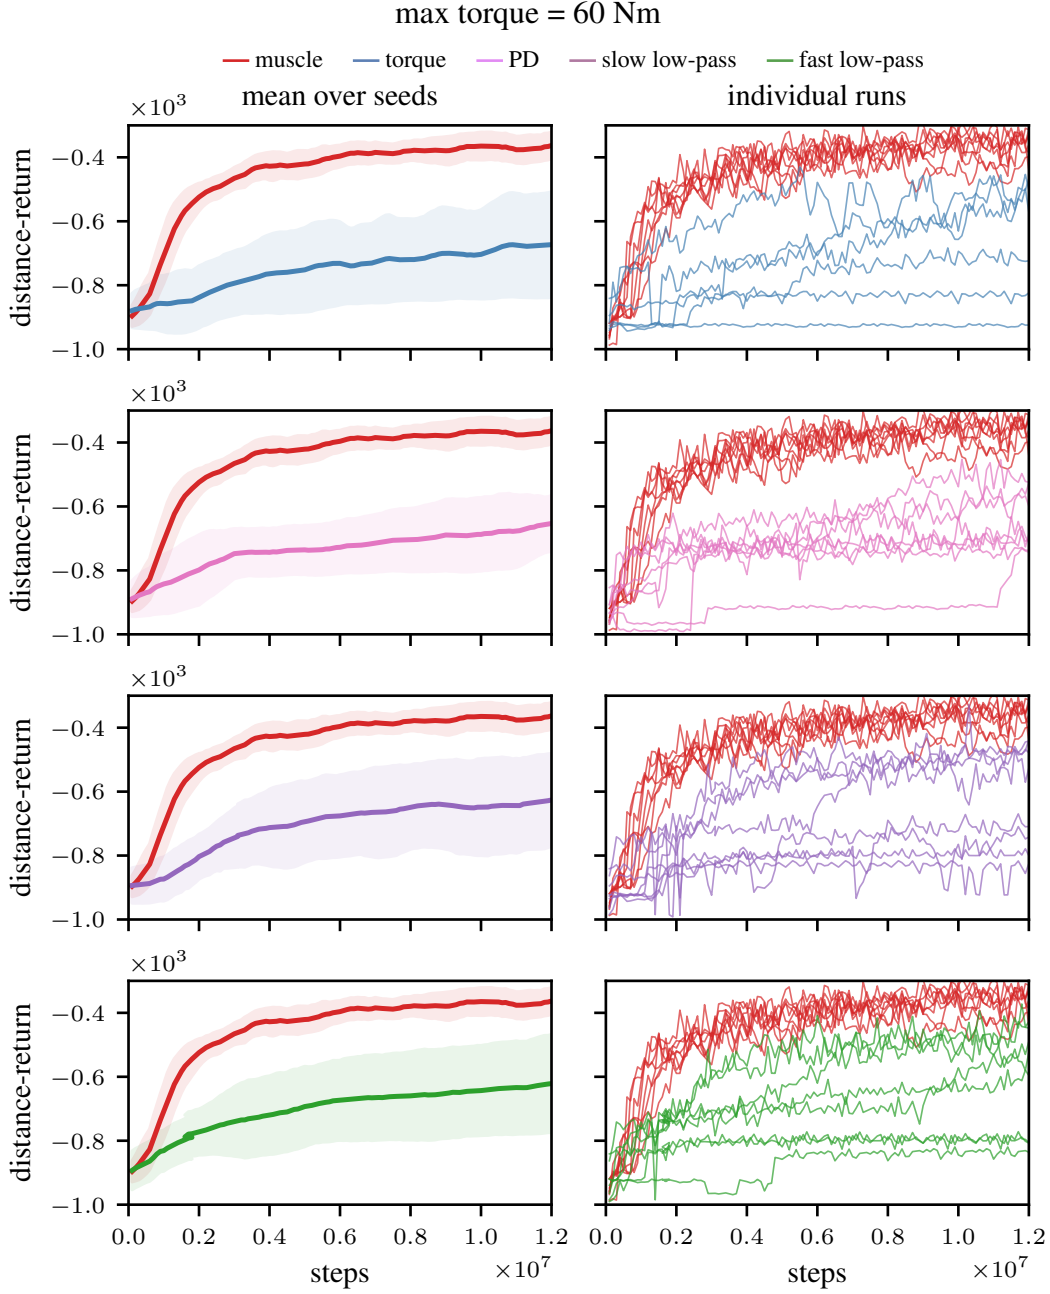 max torque = 60 Nm
muscle torque PD slow low-pass fast low-pass
mean over seeds individual runs
×10³
distance-return
−0.4
−0.6
−0.8
−1.0
×10³
distance-return
−0.4
−0.6
−0.8
−1.0
×10³
distance-return
−0.4
−0.6
−0.8
−1.0
×10³
distance-return
−0.4
−0.6
−0.8
−1.0
0.0 0.2 0.4 0.6 0.8 1.0 1.2 0.0 0.2 0.4 0.6 0.8 1.0 1.2
steps ×10⁷ steps ×10⁷